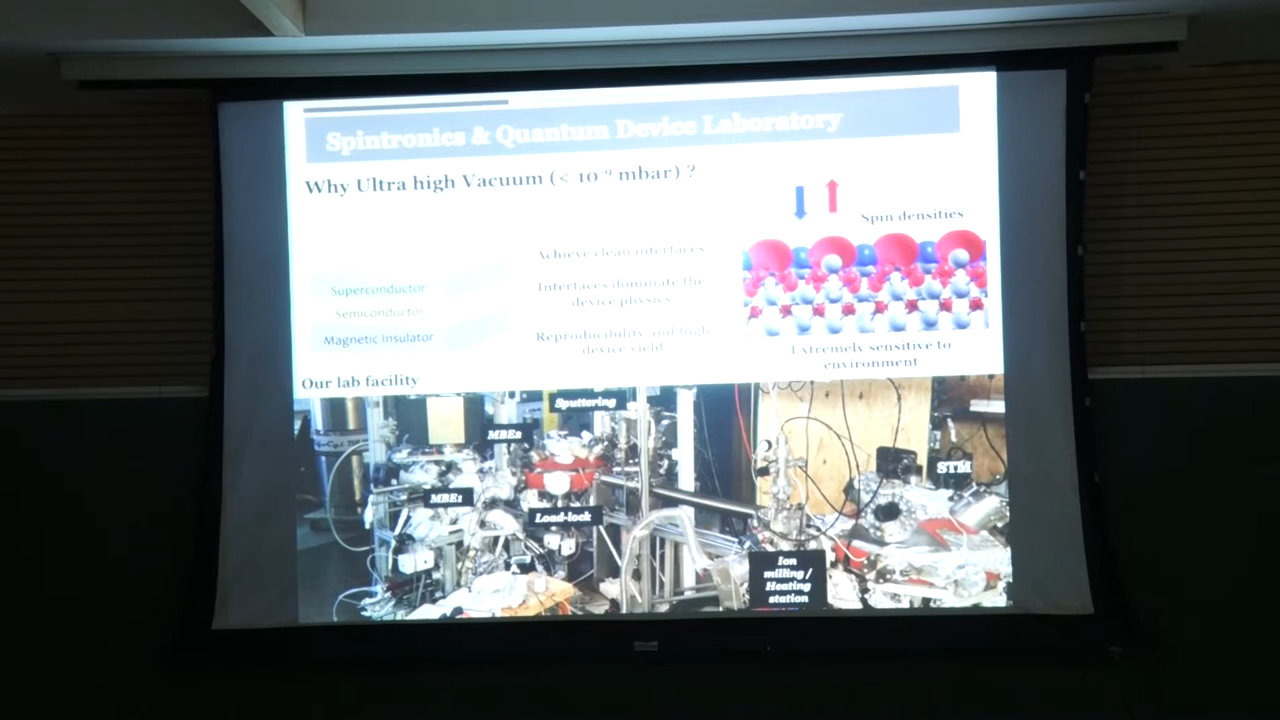 Spintronics & Quantum Device Laboratory
Why Ultra high Vacuum (< 10⁻⁹ mbar) ?
Spin densities
Achieve clean interfaces
Superconductor
Semiconductor
Magnetic Insulator
Interfaces dominate the
device physics
Reproducibility and high
device yield
Extremely sensitive to
environment
Our lab facility
Sputtering
MBE2
MBE1
Load-lock
STM
Ion
milling /
Heating
station